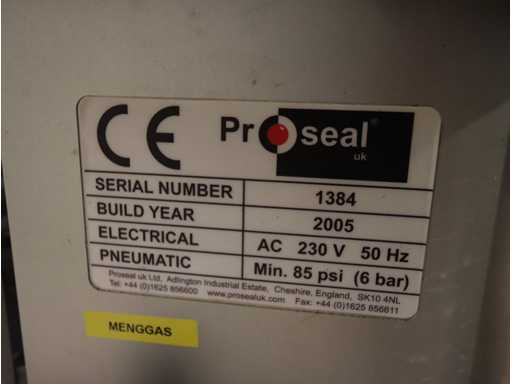 CE Proseal
uk
SERIAL NUMBER 1384
BUILD YEAR 2005
ELECTRICAL AC 230 V 50 Hz
PNEUMATIC Min. 85 psi (6 bar)
Proseal uk Ltd, Adlington Industrial Estate, Cheshire, England, SK10 4NL
Tel: +44 (0)1625 856600 www.prosealuk.com Fax: +44 (0)1625 856611
MENGGAS